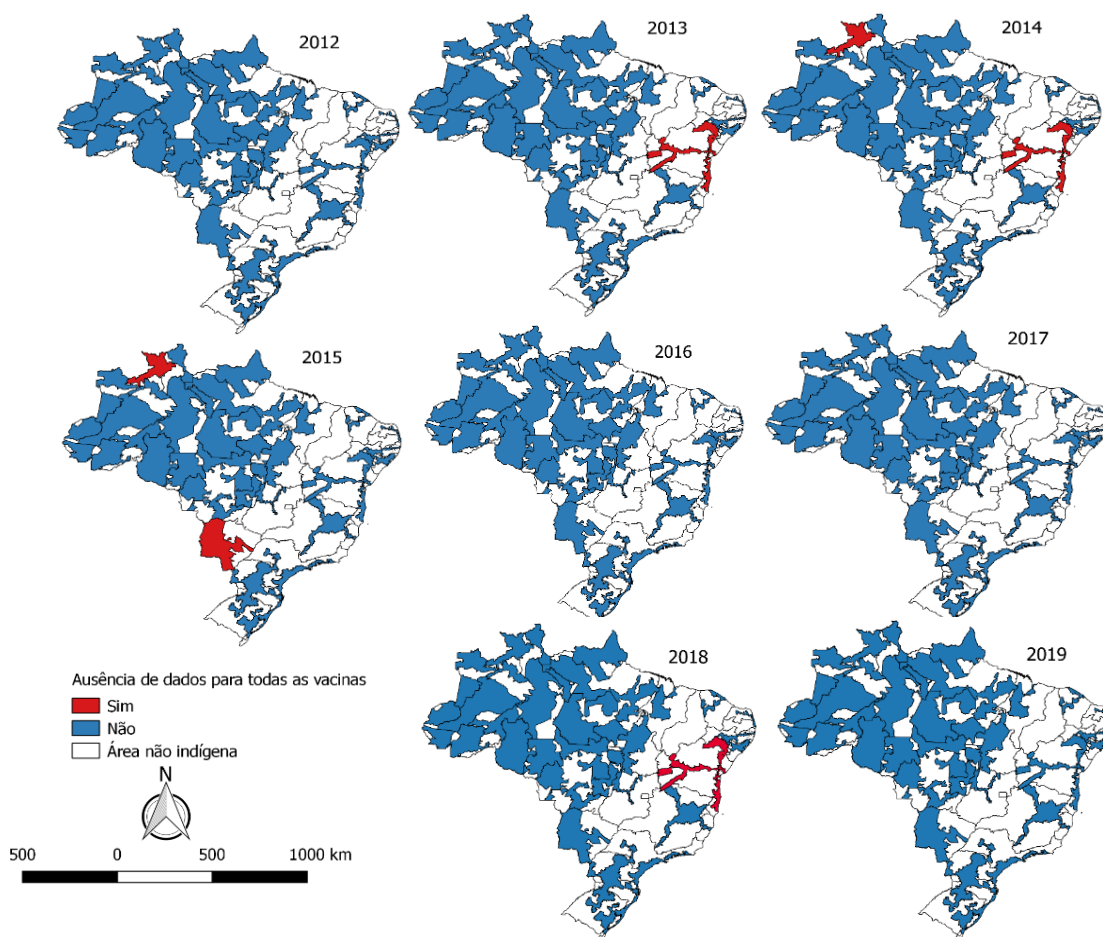 2012
2013
2014
2015
2016
2017
2018
2019
Ausência de dados para todas as vacinas
Sim
Não
Área não indígena
N
500 0 500 1000 km